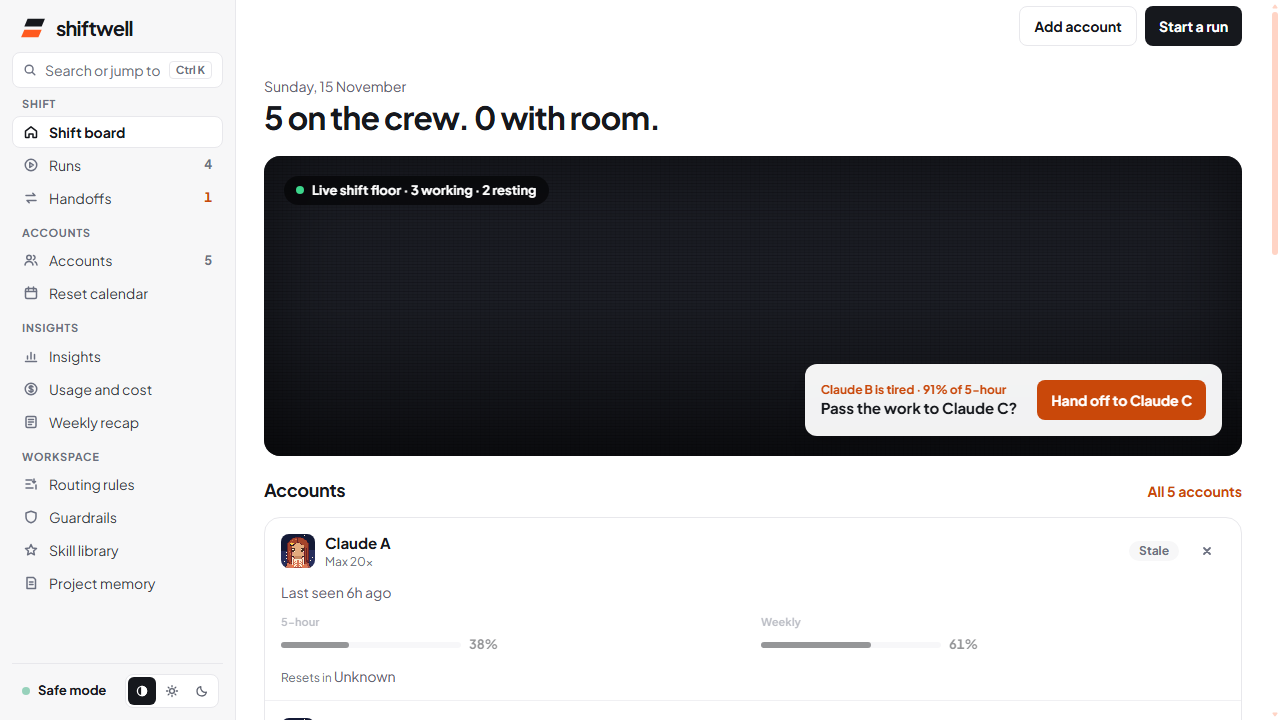 shiftwell
Search or jump to
Ctrl K
SHIFT
Shift board
Runs 4
Handoffs 1
ACCOUNTS
Accounts 5
Reset calendar
INSIGHTS
Insights
Usage and cost
Weekly recap
WORKSPACE
Routing rules
Guardrails
Skill library
Project memory
Safe mode
Add account
Start a run
Sunday, 15 November
5 on the crew. 0 with room.
Live shift floor · 3 working · 2 resting
Claude B is tired · 91% of 5-hour
Pass the work to Claude C?
Hand off to Claude C
Accounts
All 5 accounts
Claude A
Max 20×
Stale
Last seen 6h ago
5-hour
38%
Weekly
61%
Resets in Unknown